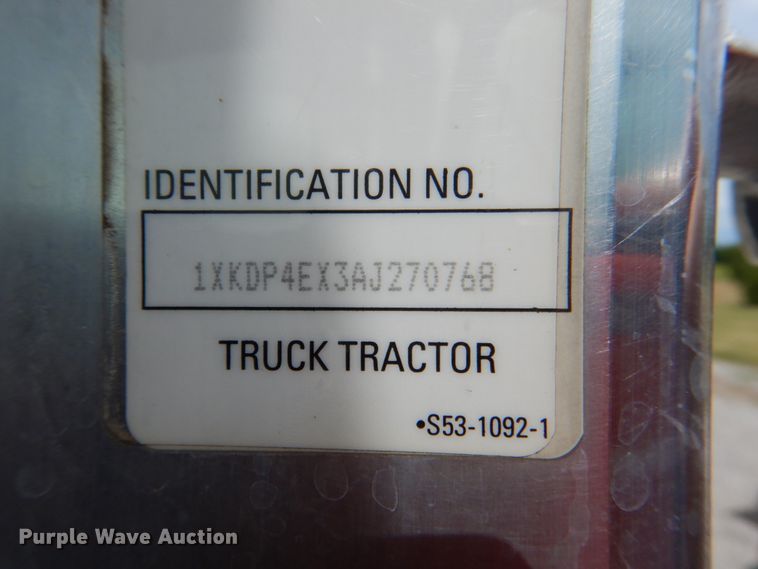 IDENTIFICATION NO.
1XKDP4EX3AJ270768
TRUCK TRACTOR
•S53-1092-1
Purple Wave Auction